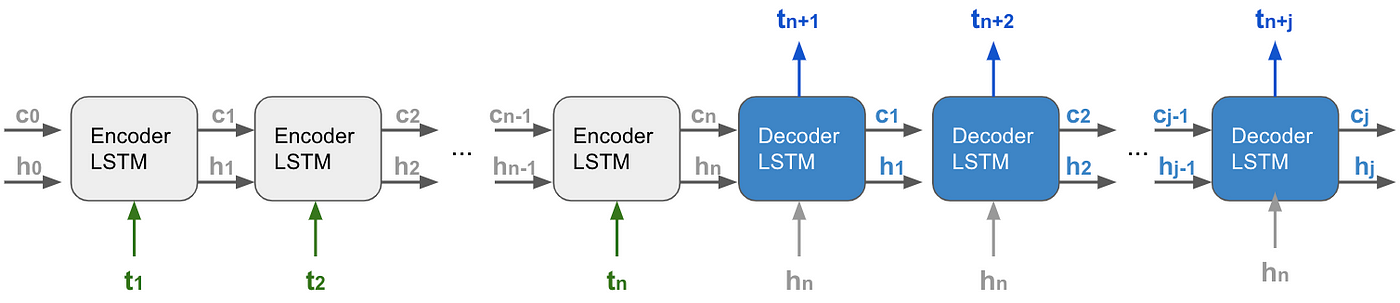 tn+1 tn+2 tn+j
c0 c1 c2 cn-1 cn c1 c2 cj-1 cj
Encoder Encoder Encoder Decoder Decoder Decoder
LSTM LSTM ... LSTM LSTM LSTM ... LSTM
h0 h1 h2 hn-1 hn h1 h2 hj-1 hj
t1 t2 tn hn hn hn